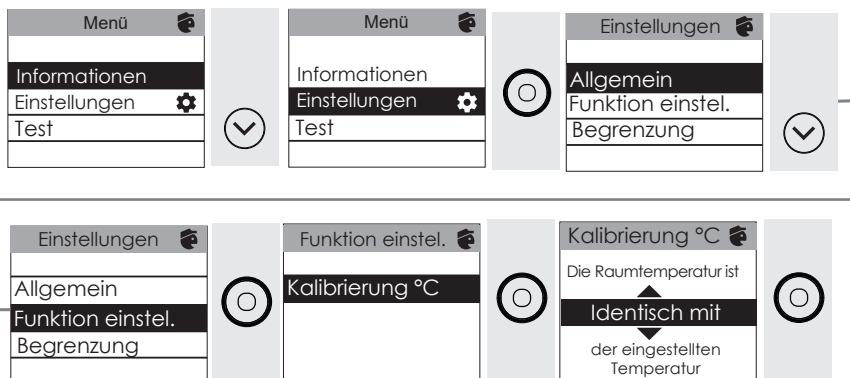 Menü
Informationen
Einstellungen
Test
Menü
Informationen
Einstellungen
Test
Einstellungen
Allgemein
Funktion einstel.
Begrenzung
Einstellungen
Allgemein
Funktion einstel.
Begrenzung
Funktion einstel.
Kalibrierung °C
Kalibrierung °C
Die Raumtemperatur ist
Identisch mit
der eingestellten
Temperatur